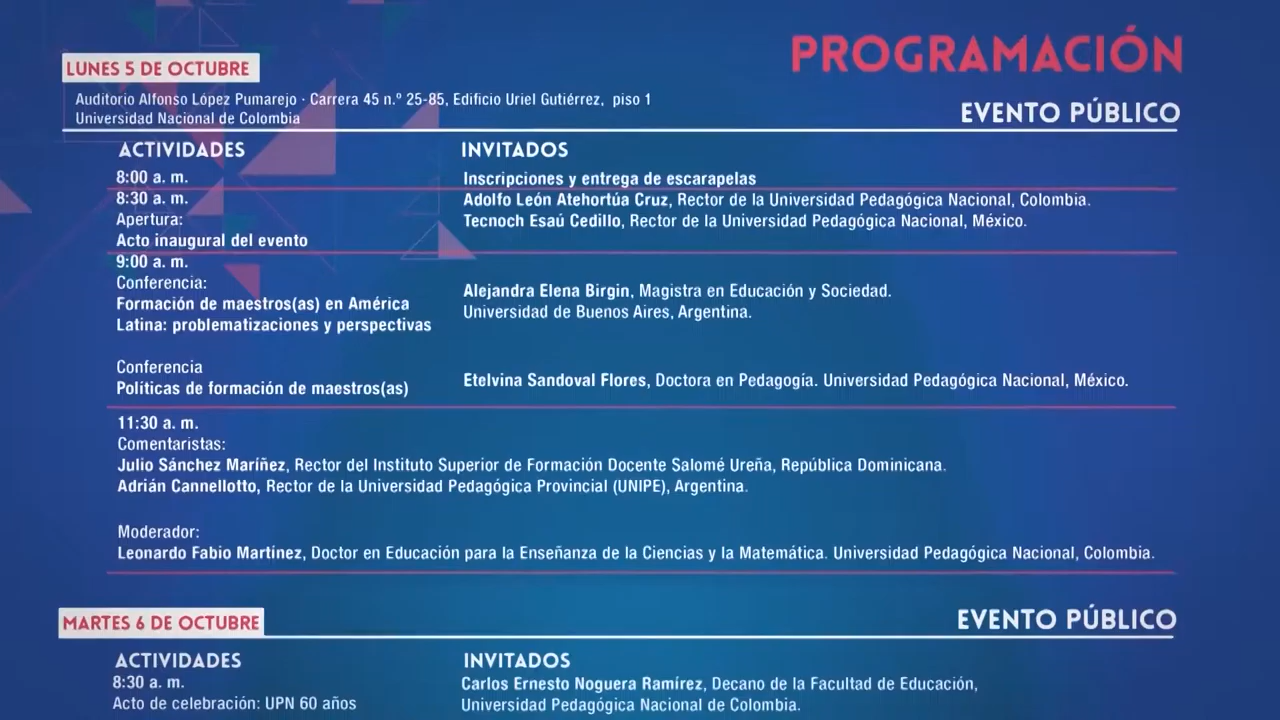 PROGRAMACIÓN
LUNES 5 DE OCTUBRE
Auditorio Alfonso López Pumarejo · Carrera 45 n.º 25-85, Edificio Uriel Gutiérrez, piso 1
Universidad Nacional de Colombia
EVENTO PÚBLICO
ACTIVIDADES
INVITADOS
8:00 a. m.
Inscripciones y entrega de escarapelas
8:30 a. m.
Apertura:
Acto inaugural del evento
Adolfo León Atehortúa Cruz, Rector de la Universidad Pedagógica Nacional, Colombia.
Tecnoch Esaú Cedillo, Rector de la Universidad Pedagógica Nacional, México.
9:00 a. m.
Conferencia:
Formación de maestros(as) en América
Latina: problematizaciones y perspectivas
Alejandra Elena Birgin, Magistra en Educación y Sociedad.
Universidad de Buenos Aires, Argentina.
Conferencia
Políticas de formación de maestros(as)
Etelvina Sandoval Flores, Doctora en Pedagogía. Universidad Pedagógica Nacional, México.
11:30 a. m.
Comentaristas:
Julio Sánchez Maríñez, Rector del Instituto Superior de Formación Docente Salomé Ureña, República Dominicana.
Adrián Cannellotto, Rector de la Universidad Pedagógica Provincial (UNIPE), Argentina.
Moderador:
Leonardo Fabio Martínez, Doctor en Educación para la Enseñanza de la Ciencias y la Matemática. Universidad Pedagógica Nacional, Colombia.
MARTES 6 DE OCTUBRE
EVENTO PÚBLICO
ACTIVIDADES
INVITADOS
8:30 a. m.
Acto de celebración: UPN 60 años
Carlos Ernesto Noguera Ramírez, Decano de la Facultad de Educación,
Universidad Pedagógica Nacional de Colombia.